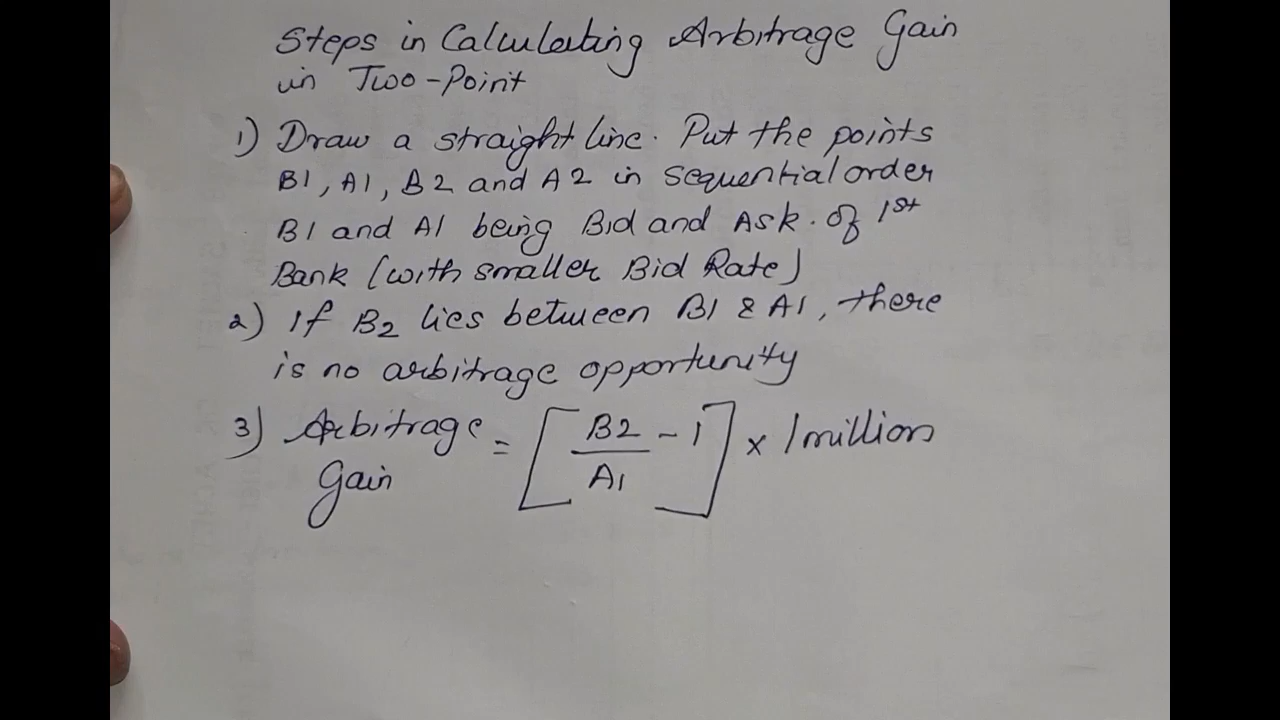 Steps in Calculating Arbitrage Gain
in Two-Point
1) Draw a straight line. Put the points
B1, A1, B2 and A2 in sequential order
B1 and A1 being Bid and Ask. of 1st
Bank (with smaller Bid Rate)
2) If B2 lies between B1 & A1, there
is no arbitrage opportunity
3) Arbitrage Gain = [B2/A1 - 1] x 1 million